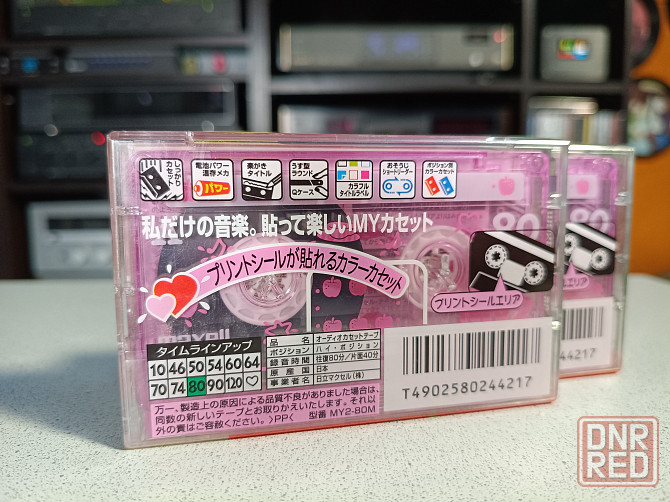 しっかり
カセット
電池パワー
温存メカ
パワー
楽がき
タイトル
うす型
ラウンド
Qケース
カラフル
タイトルラベル
おそうじ
ショートリーダー
ポジション別
カラーカセット
80
80
私だけの音楽。貼って楽しいMYカセット
プリントシールが貼れるカラーカセット
プリントシールエリア
maxell
タイムラインアップ
10 46 50 54 60 64
70 74 80 90 120 ♡
品名 オーディオカセットテープ
ポジション ハイ・ポジション
録音時間 往復80分/片面40分
原産国 日本
事業者名 日立マクセル(株)
万一、製造上の原因による品質不良がありました場合は、
同数の新しいテープとお取りかえいたします。それ以
外の責はご容赦ください。 >PP< 型番 MY2-80M
T4902580244217
244217
DNR
RED